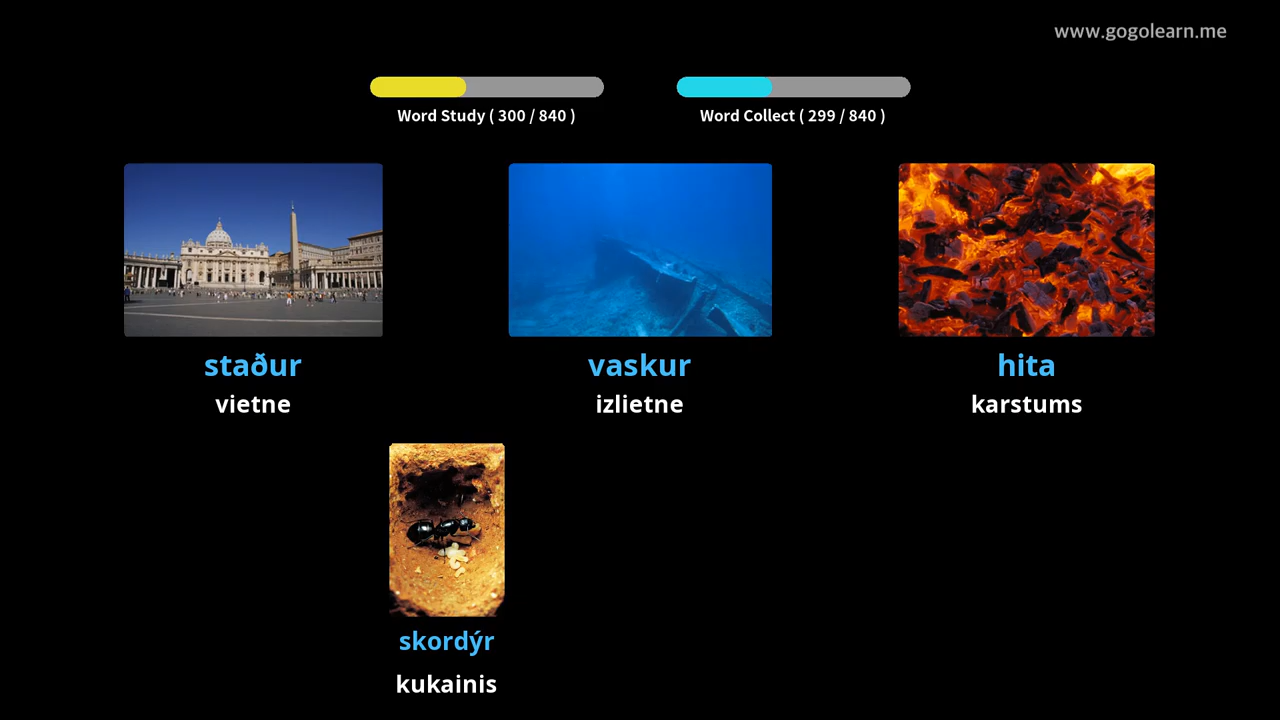 www.gogolearn.me
Word Study ( 300 / 840 )
Word Collect ( 299 / 840 )
staður
vaskur
hita
vietne
izlietne
karstums
skordýr
kukainis